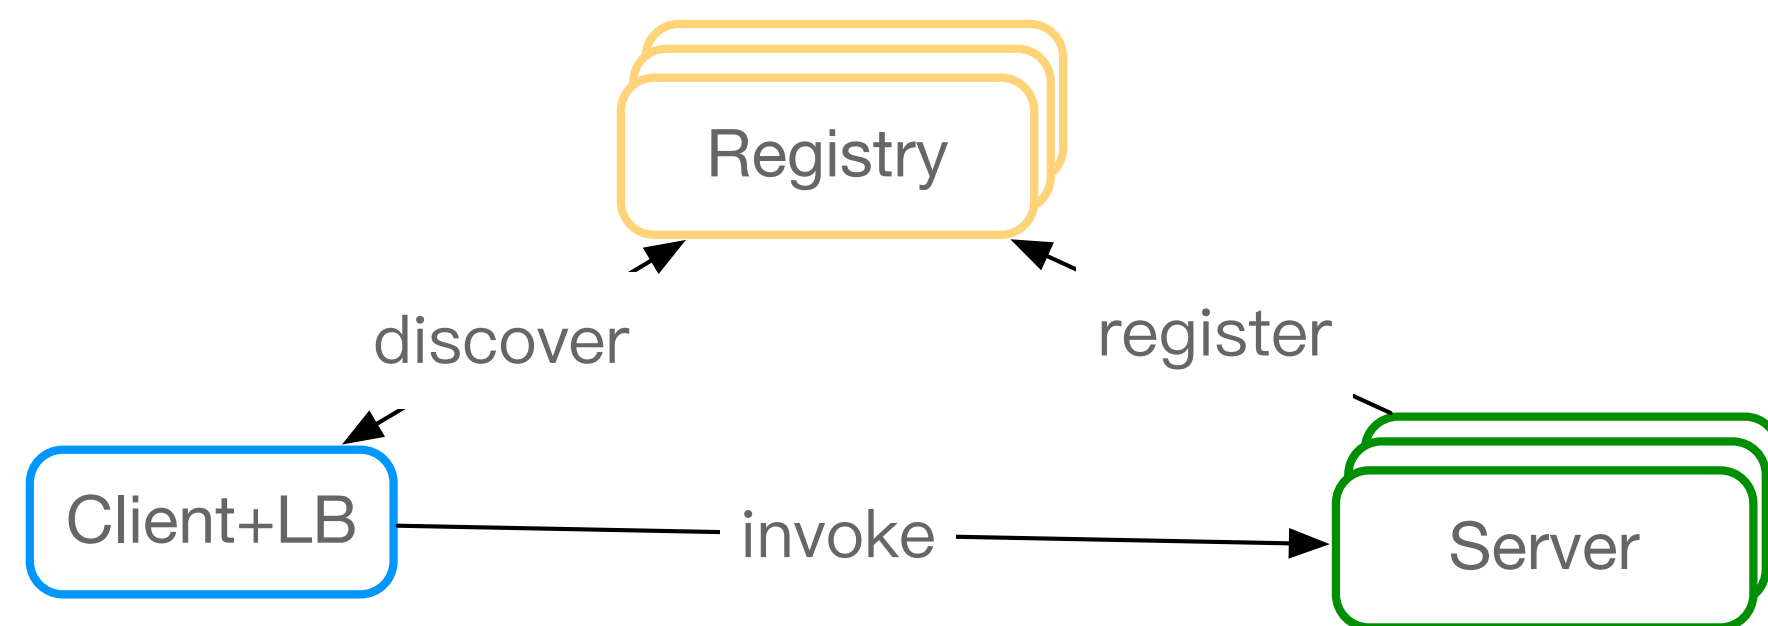 Registry
discover
register
Client+LB
invoke
Server